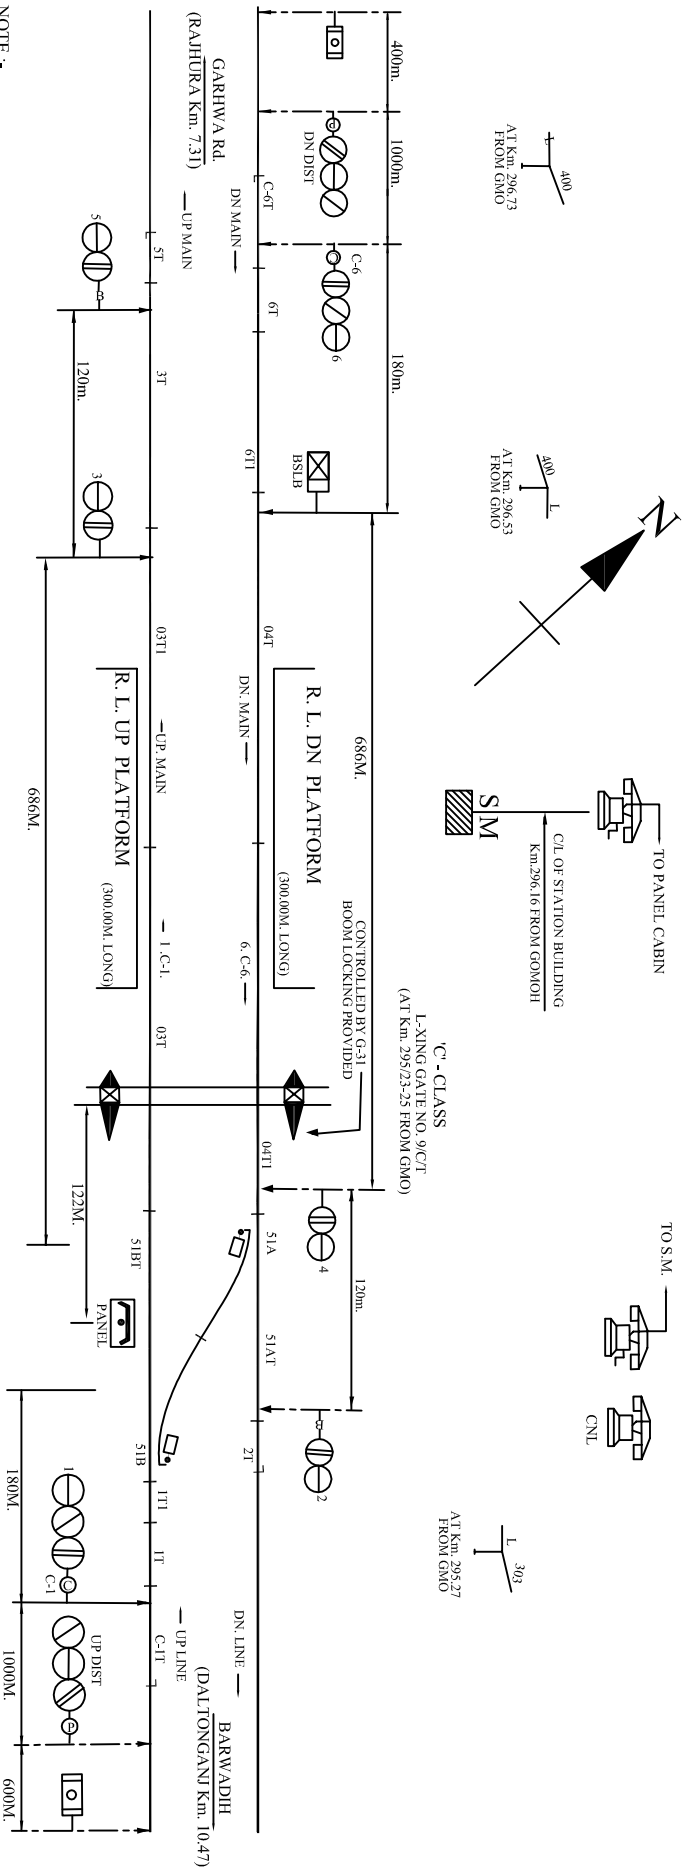 NOTE :-
GARHWA Rd.
(RAJHURA Km. 7.31)
400m.
1000m.
180m.
DN DIST
P
C-6T
DN MAIN
UP MAIN
5T
5
B
C-6
C
6T
6
3T
120m.
3
6T1
BSLB
L
400
AT Km. 296.73
FROM GMO
400
L
AT Km. 296.53
FROM GMO
N
03T1
04T
686M.
DN. MAIN
UP. MAIN
R. L. DN PLATFORM
(300.00M. LONG)
R. L. UP PLATFORM
(300.00M. LONG)
686M.
S M
C/L OF STATION BUILDING
Km.296.16 FROM GOMOH
TO PANEL CABIN
1 .C-1.
6. C-6.
03T
CONTROLLED BY G-31
BOOM LOCKING PROVIDED
'C' - CLASS
L-XING GATE NO. 9/C/T
(AT Km. 295/23-25 FROM GMO)
04T1
122M.
51BT
PANEL
51A
4
120m.
51AT
B
2
2T
51B
1T1
1T
1
C
C-1
180M.
TO S.M.
CNL
L
303
AT Km. 295.27
FROM GMO
DN. LINE
UP LINE
C-1T
UP DIST
P
1000M.
600M.
BARWADIH
(DALTONGANJ Km. 10.47)